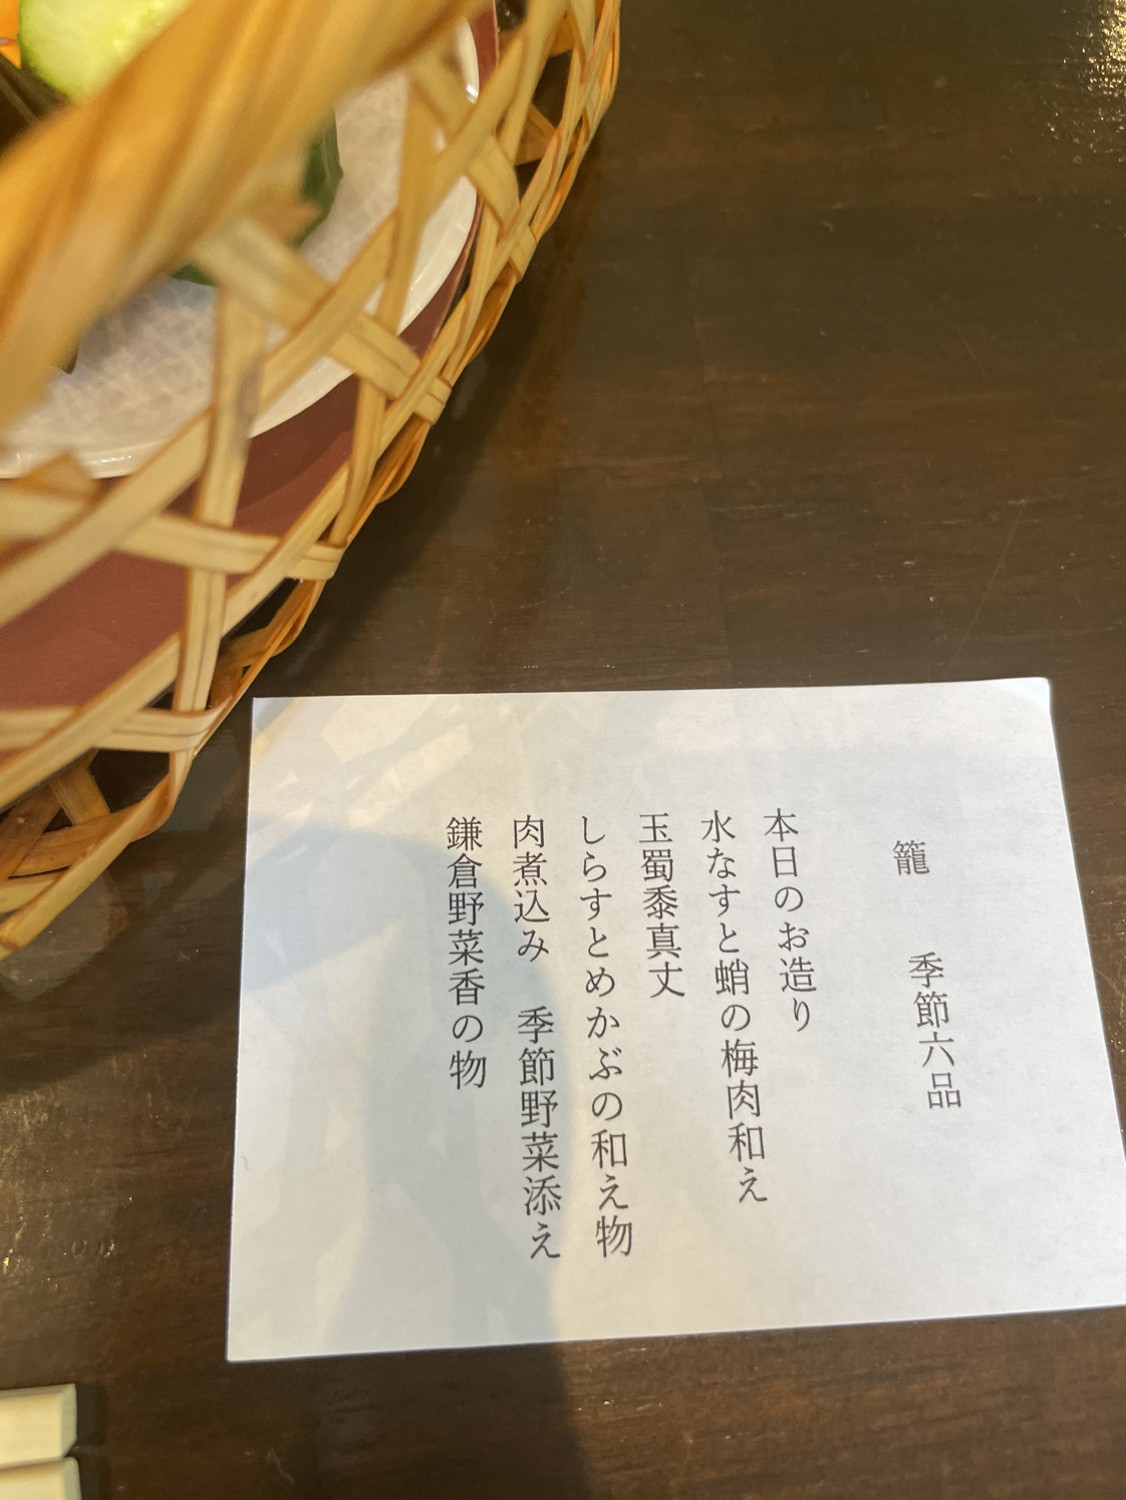 籠　季節六品
本日のお造り
水なすと蛸の梅肉和え
玉蜀黍真丈
しらすとめかぶの和え物
肉煮込み　季節野菜添え
鎌倉野菜香の物